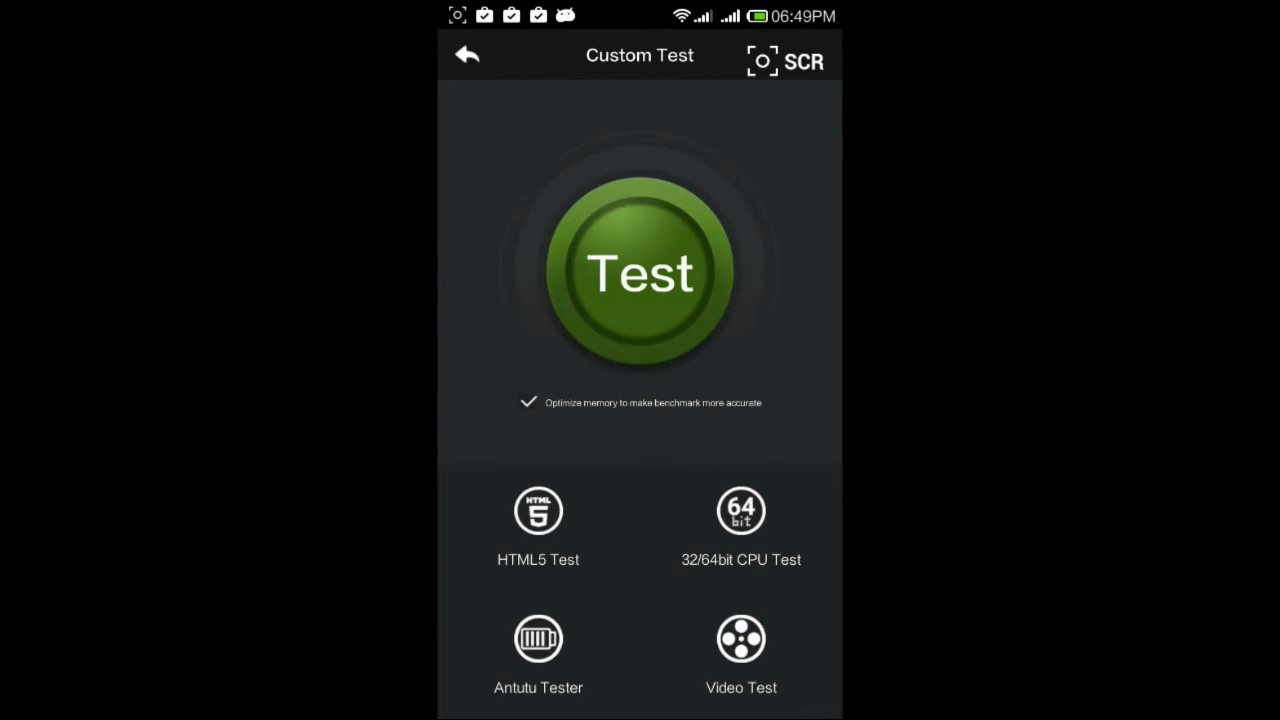 06:49PM
Custom Test
SCR
Test
Optimize memory to make benchmark more accurate
HTML
5
64
bit
HTML5 Test
32/64bit CPU Test
Antutu Tester
Video Test